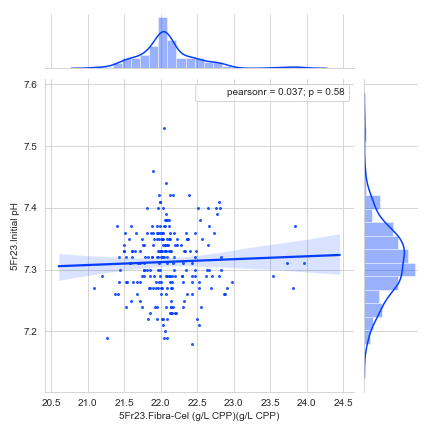 pearsonr = 0.037; p = 0.58
7.6
7.5
7.4
7.3
7.2
5Fr23.Initial pH
20.5 21.0 21.5 22.0 22.5 23.0 23.5 24.0 24.5
5Fr23.Fibra-Cel (g/L CPP)(g/L CPP)